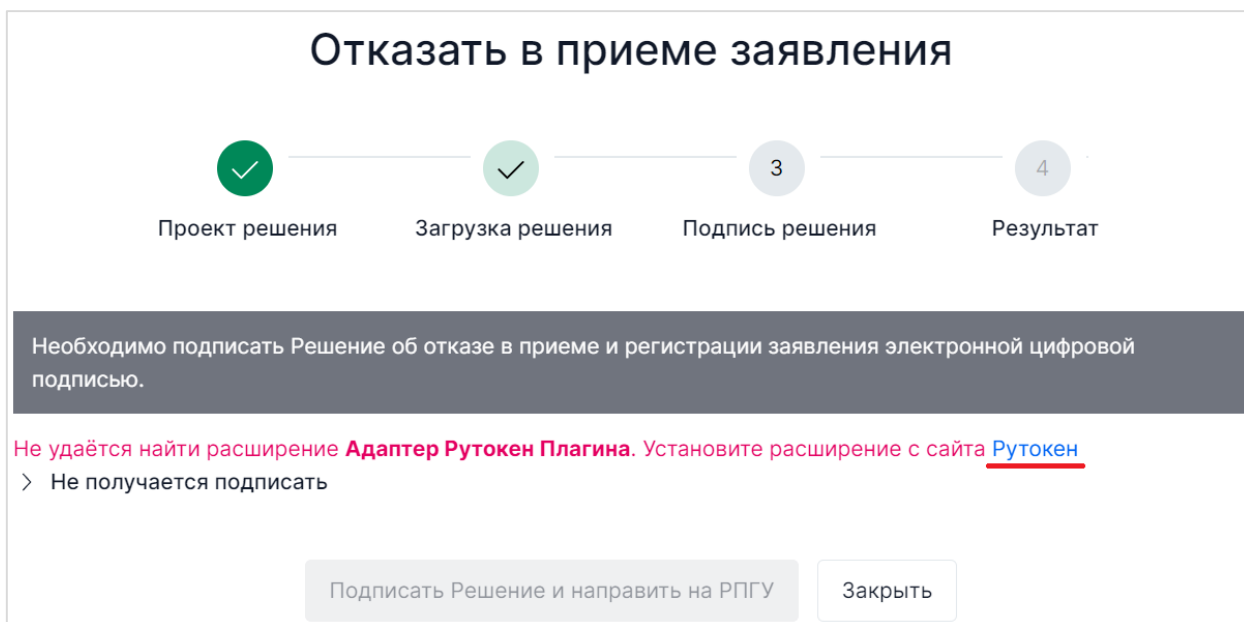 Отказать в приеме заявления
3
4
Проект решения
Загрузка решения
Подпись решения
Результат
Необходимо подписать Решение об отказе в приеме и регистрации заявления электронной цифровой
подписью.
Не удаётся найти расширение Адаптер Рутокен Плагина. Установите расширение с сайта Рутокен
Не получается подписать
Подписать Решение и направить на РПГУ
Закрыть